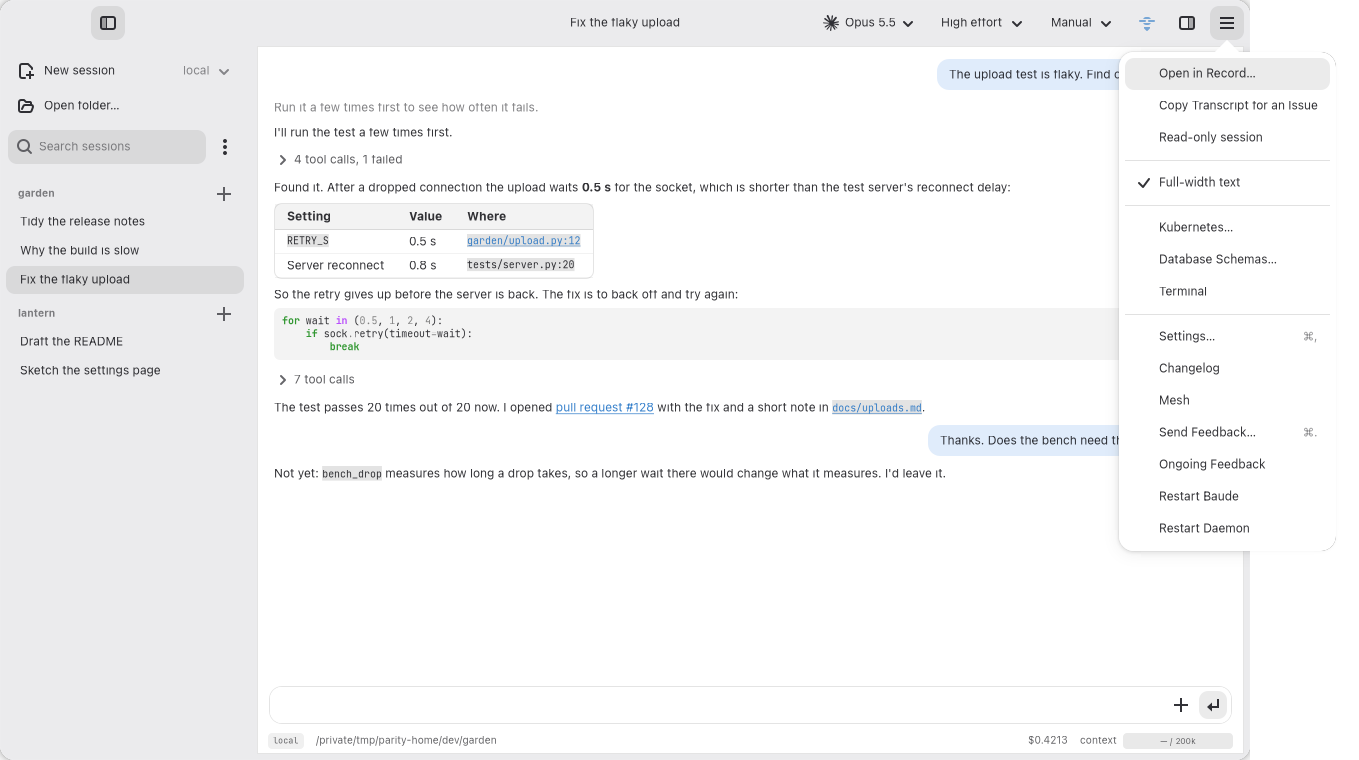 Fix the flaky upload
Opus 5.5
High effort
Manual
New session
local
Open folder...
Search sessions
garden
Tidy the release notes
Why the build is slow
Fix the flaky upload
lantern
Draft the README
Sketch the settings page
The upload test is flaky. Find
Run it a few times first to see how often it fails.
I'll run the test a few times first.
4 tool calls, 1 failed
Found it. After a dropped connection the upload waits 0.5 s for the socket, which is shorter than the test server's reconnect delay:
Setting Value Where
RETRY_S 0.5 s garden/upload.py:12
Server reconnect 0.8 s tests/server.py:20
So the retry gives up before the server is back. The fix is to back off and try again:
for wait in (0.5, 1, 2, 4):
if sock.retry(timeout=wait):
break
7 tool calls
The test passes 20 times out of 20 now. I opened pull request #128 with the fix and a short note in docs/uploads.md.
Thanks. Does the bench need
Not yet: bench_drop measures how long a drop takes, so a longer wait there would change what it measures. I'd leave it.
local
/private/tmp/parity-home/dev/garden
$0.4213
context
— / 200k
Open in Record...
Copy Transcript for an Issue
Read-only session
Full-width text
Kubernetes...
Database Schemas...
Terminal
Settings... ⌘,
Changelog
Mesh
Send Feedback... ⌘.
Ongoing Feedback
Restart Baude
Restart Daemon